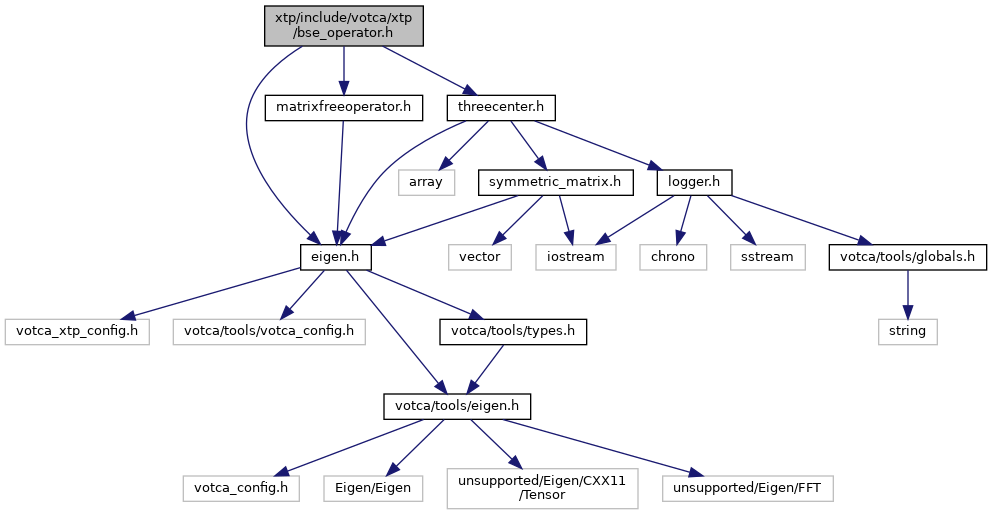 xtp/include/votca/xtp
/bse_operator.h
matrixfreeoperator.h
threecenter.h
array
symmetric_matrix.h
logger.h
eigen.h
vector
iostream
chrono
sstream
votca/tools/globals.h
votca_xtp_config.h
votca/tools/votca_config.h
votca/tools/types.h
string
votca/tools/eigen.h
votca_config.h
Eigen/Eigen
unsupported/Eigen/CXX11
/Tensor
unsupported/Eigen/FFT